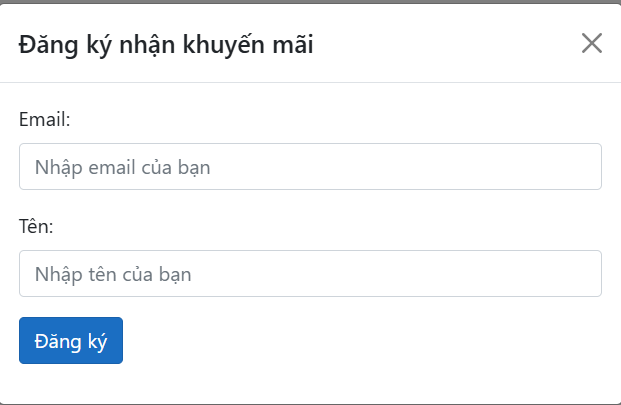 Đăng ký nhận khuyến mãi
Email:
Nhập email của bạn
Tên:
Nhập tên của bạn
Đăng ký